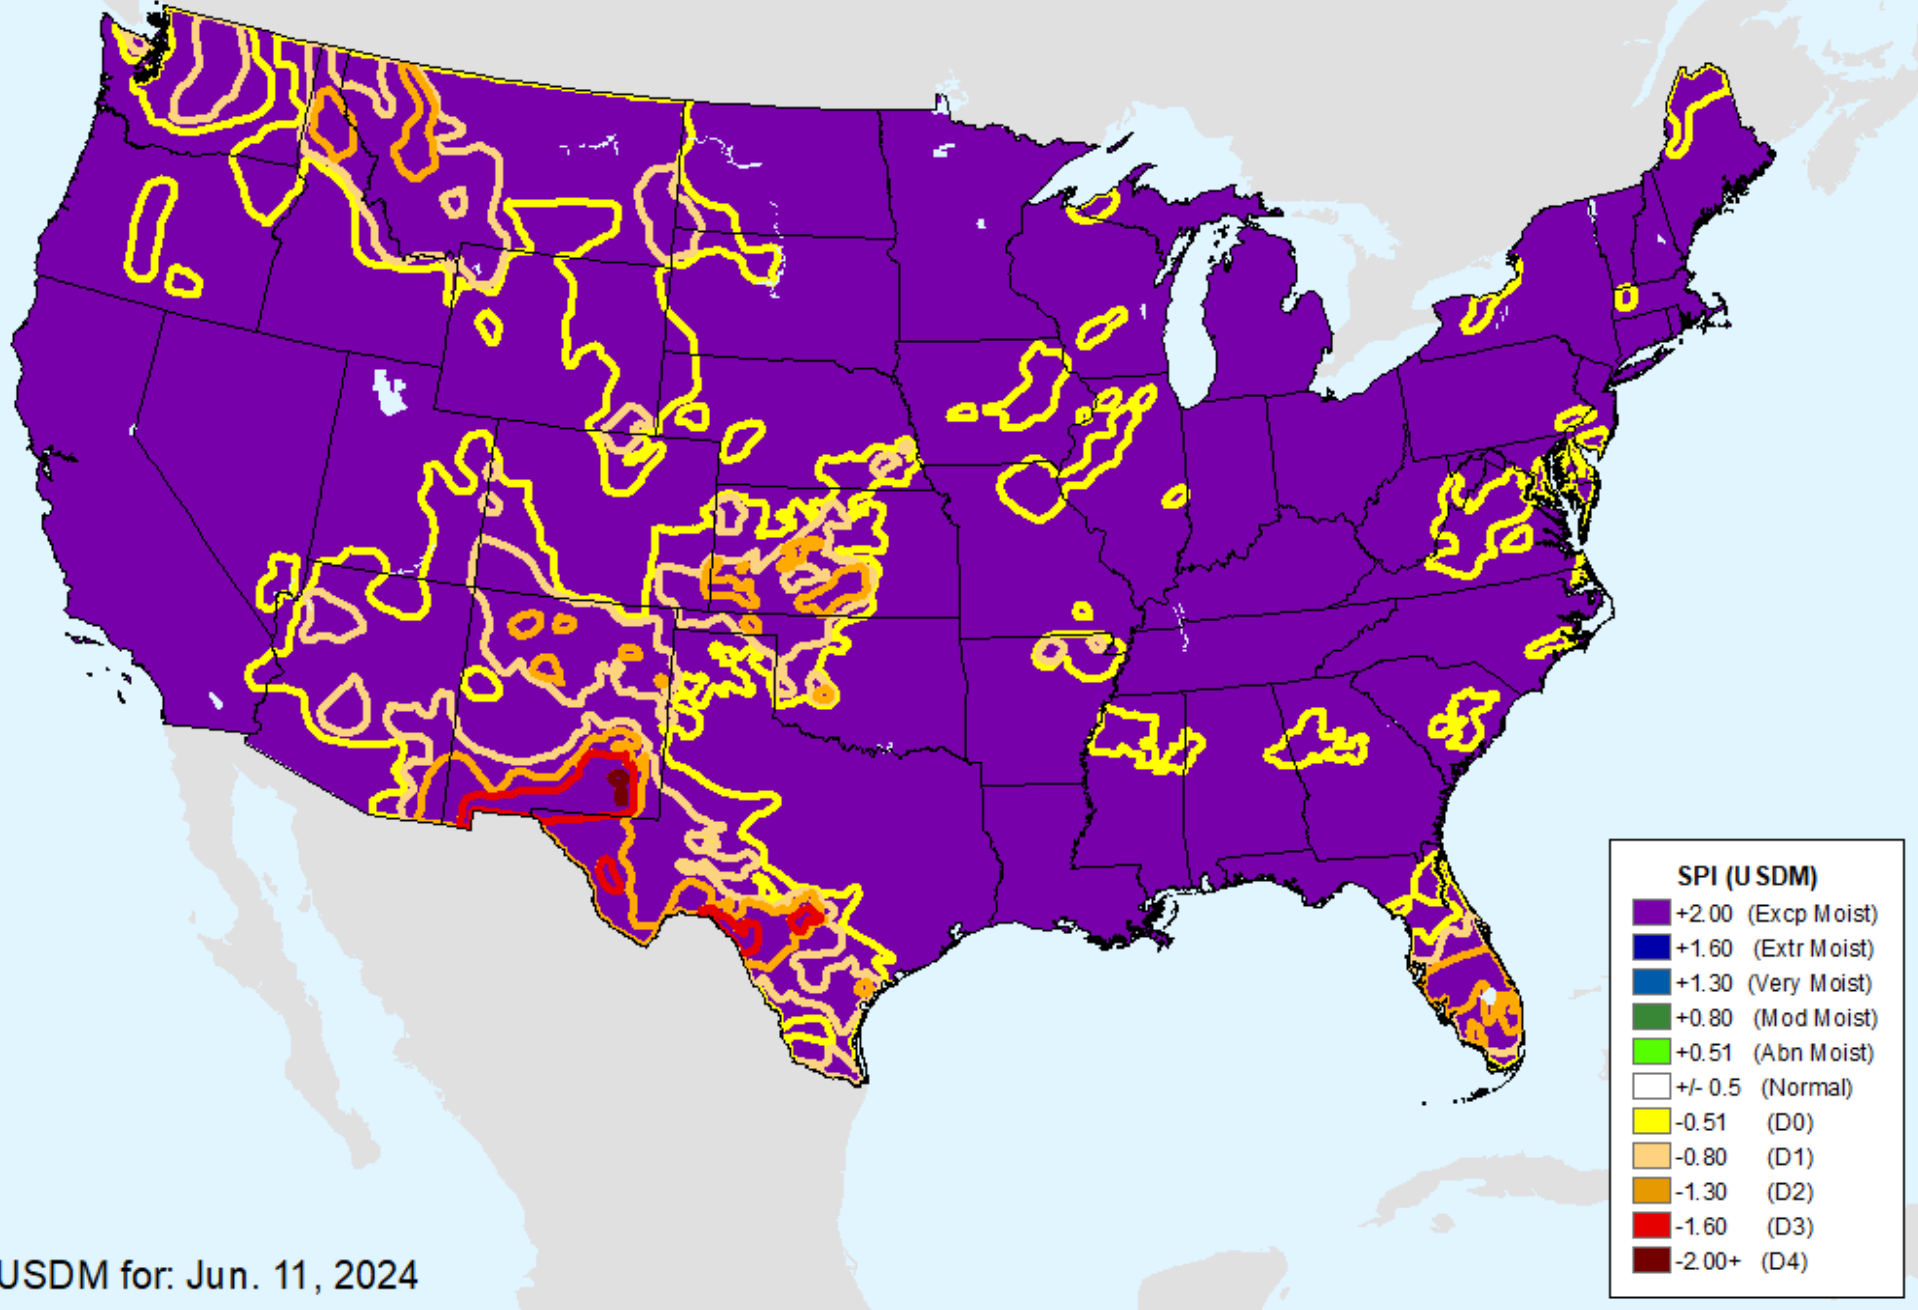 SPI (USDM)
+2.00 (Excp Moist)
+1.60 (Extr Moist)
+1.30 (Very Moist)
+0.80 (Mod Moist)
+0.51 (Abn Moist)
+/- 0.5 (Normal)
-0.51 (D0)
-0.80 (D1)
-1.30 (D2)
-1.60 (D3)
-2.00+ (D4)
USDM for: Jun. 11, 2024